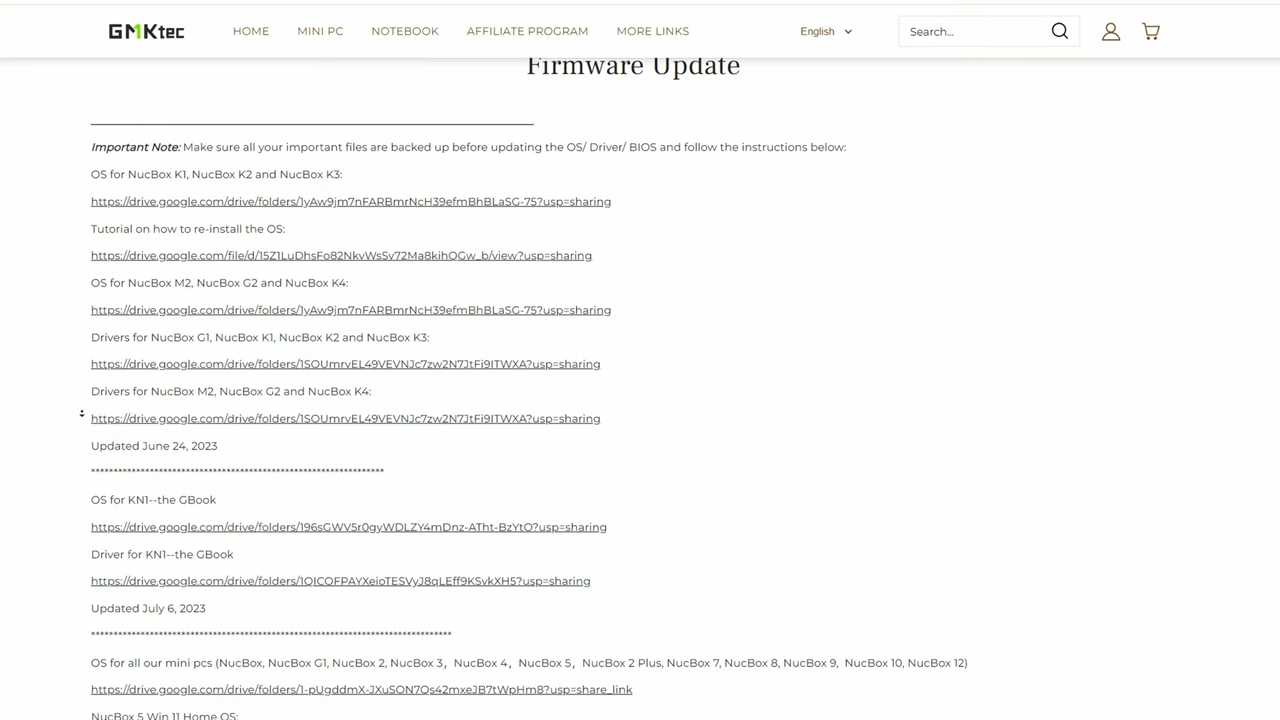 GMKtec HOME MINI PC NOTEBOOK AFFILIATE PROGRAM MORE LINKS English Search...
Firmware Update
Important Note: Make sure all your important files are backed up before updating the OS/ Driver/ BIOS and follow the instructions below:
OS for NucBox K1, NucBox K2 and NucBox K3:
https://drive.google.com/drive/folders/1yAw9jm7nFARBmrNcH39efmBhBLaSG-75?usp=sharing
Tutorial on how to re-install the OS:
https://drive.google.com/file/d/15Z1LuDhsFo82NkvWsSv72Ma8kihQGw_b/view?usp=sharing
OS for NucBox M2, NucBox G2 and NucBox K4:
https://drive.google.com/drive/folders/1yAw9jm7nFARBmrNcH39efmBhBLaSG-75?usp=sharing
Drivers for NucBox G1, NucBox K1, NucBox K2 and NucBox K3:
https://drive.google.com/drive/folders/1SOUmrvEL49VEVNJc7zw2N7JtFi9ITWXA?usp=sharing
Drivers for NucBox M2, NucBox G2 and NucBox K4:
https://drive.google.com/drive/folders/1SOUmrvEL49VEVNJc7zw2N7JtFi9ITWXA?usp=sharing
Updated June 24, 2023
*****************************************************************
OS for KN1--the GBook
https://drive.google.com/drive/folders/196sGWV5r0gyWDLZY4mDnz-ATht-BzYtO?usp=sharing
Driver for KN1--the GBook
https://drive.google.com/drive/folders/1QICOFPAYXeioTESVyJ8qLEff9KSvkXH5?usp=sharing
Updated July 6, 2023
********************************************************************************
OS for all our mini pcs (NucBox, NucBox G1, NucBox 2, NucBox 3，NucBox 4，NucBox 5，NucBox 2 Plus, NucBox 7, NucBox 8, NucBox 9, NucBox 10, NucBox 12)
https://drive.google.com/drive/folders/1-pUgddmX-JXuSON7Qs42mxeJB7tWpHm8?usp=share_link
NucBox 5 Win 11 Home OS: